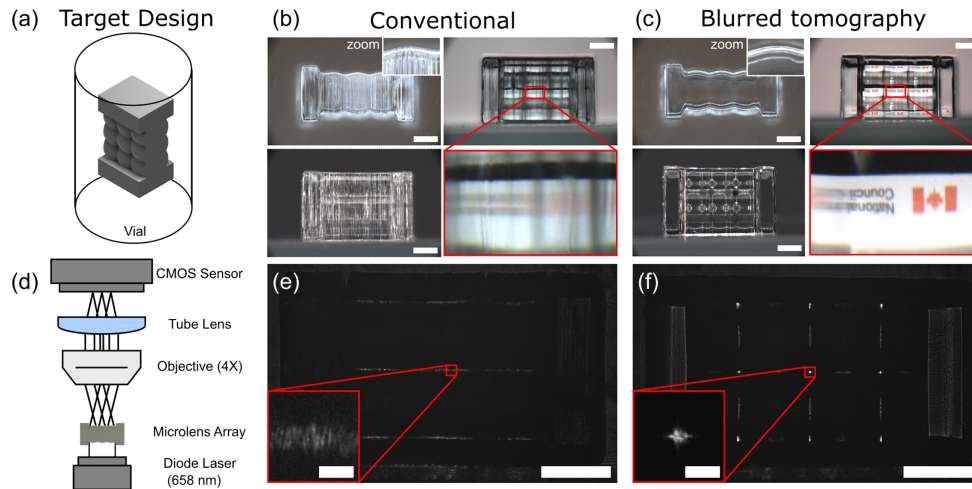 (a)
Target Design
Vial
(b)
Conventional
zoom
(c)
Blurred tomography
zoom
National
Council
(d)
CMOS Sensor
Tube Lens
Objective (4X)
Microlens Array
Diode Laser
(658 nm)
(e)
(f)